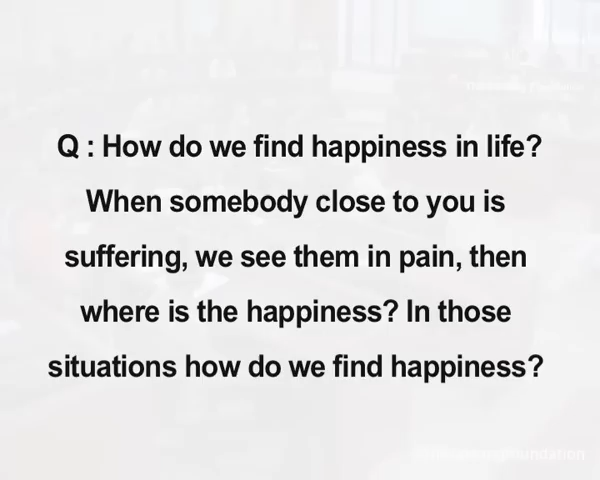 Q : How do we find happiness in life?
When somebody close to you is
suffering, we see them in pain, then
where is the happiness? In those
situations how do we find happiness?